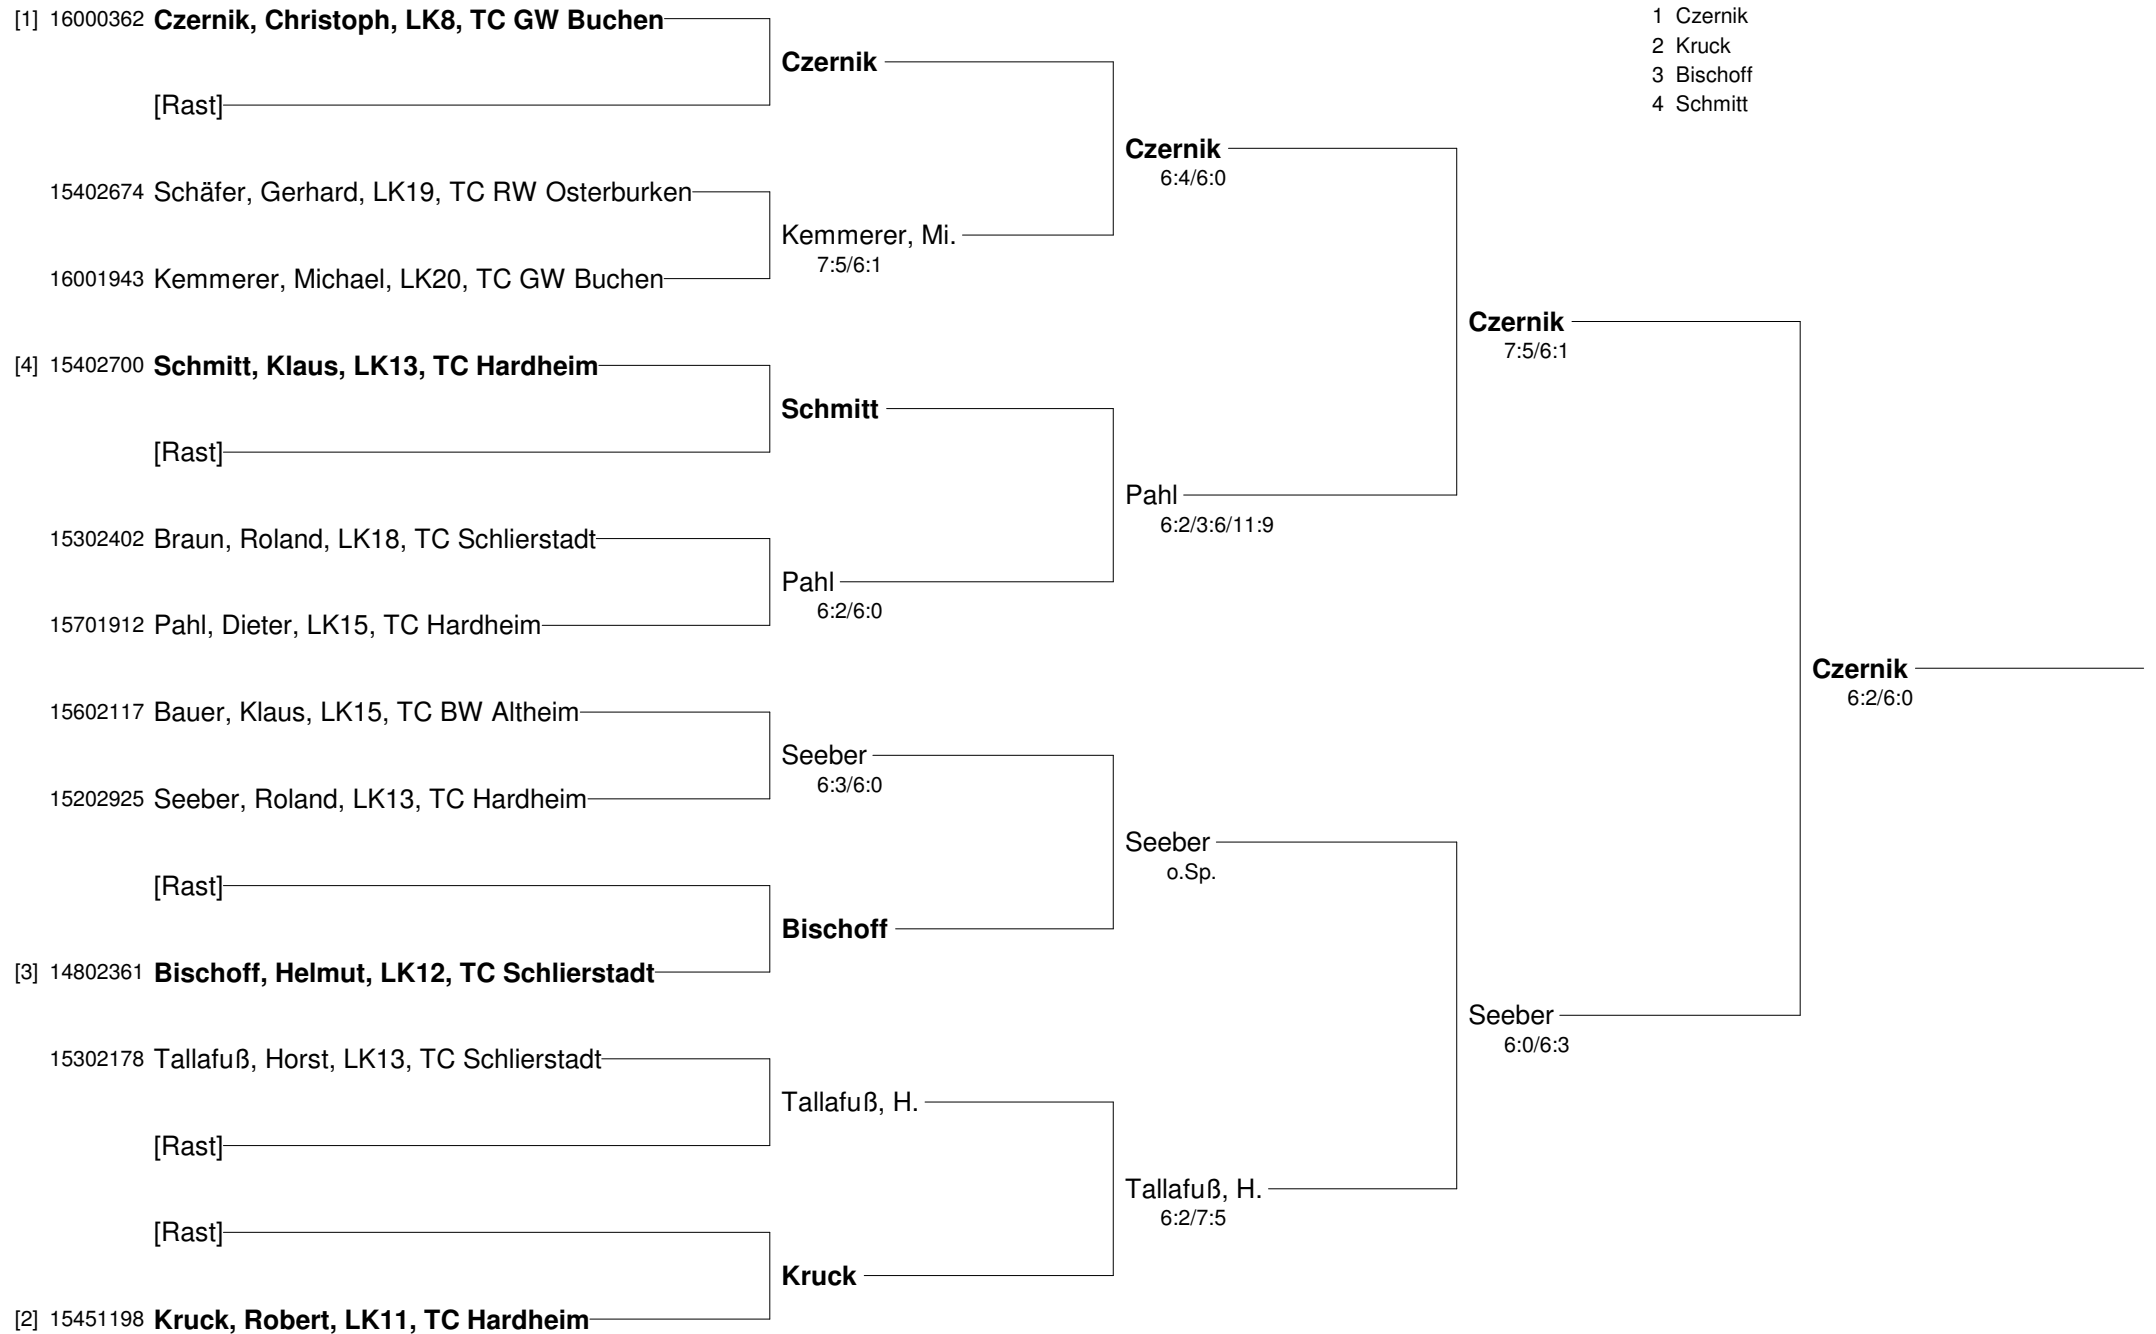 [1] 16000362 Czernik, Christoph, LK8, TC GW Buchen
[Rast]
15402674 Schäfer, Gerhard, LK19, TC RW Osterburken
16001943 Kemmerer, Michael, LK20, TC GW Buchen
[4] 15402700 Schmitt, Klaus, LK13, TC Hardheim
[Rast]
15302402 Braun, Roland, LK18, TC Schlierstadt
15701912 Pahl, Dieter, LK15, TC Hardheim
15602117 Bauer, Klaus, LK15, TC BW Altheim
15202925 Seeber, Roland, LK13, TC Hardheim
[Rast]
[3] 14802361 Bischoff, Helmut, LK12, TC Schlierstadt
15302178 Tallafuß, Horst, LK13, TC Schlierstadt
[Rast]
[Rast]
[2] 15451198 Kruck, Robert, LK11, TC Hardheim
Czernik
Kemmerer, Mi.
7:5/6:1
Schmitt
Pahl
6:2/6:0
Seeber
6:3/6:0
Bischoff
Tallafuß, H.
Kruck
Czernik
6:4/6:0
Pahl
6:2/3:6/11:9
Seeber
o.Sp.
Tallafuß, H.
6:2/7:5
Czernik
7:5/6:1
Seeber
6:0/6:3
Czernik
6:2/6:0
1 Czernik
2 Kruck
3 Bischoff
4 Schmitt